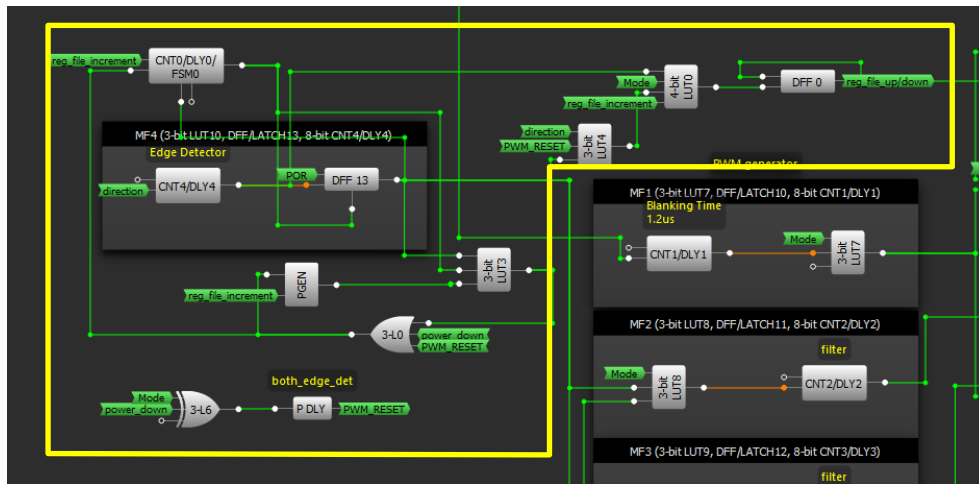 reg_file_increment
CNT0/DLY0/
FSM0
Mode
reg_file_increment
4-bit
LUT0
DFF 0
reg_file_up/down
direction
PWM_RESET
3-bit
LUT4
MF4 (3-bit LUT10, DFF/LATCH13, 8-bit CNT4/DLY4)
Edge Detector
direction
CNT4/DLY4
POR
DFF 13
PWM generator
MF1 (3-bit LUT7, DFF/LATCH10, 8-bit CNT1/DLY1)
Blanking Time
1.2us
CNT1/DLY1
Mode
3-bit
LUT7
reg_file_increment
PGEN
3-bit
LUT3
3-L0
power_down
PWM_RESET
MF2 (3-bit LUT8, DFF/LATCH11, 8-bit CNT2/DLY2)
filter
Mode
3-bit
LUT8
CNT2/DLY2
both_edge_det
Mode
power_down
3-L6
P DLY
PWM_RESET
MF3 (3-bit LUT9, DFF/LATCH12, 8-bit CNT3/DLY3)
filter